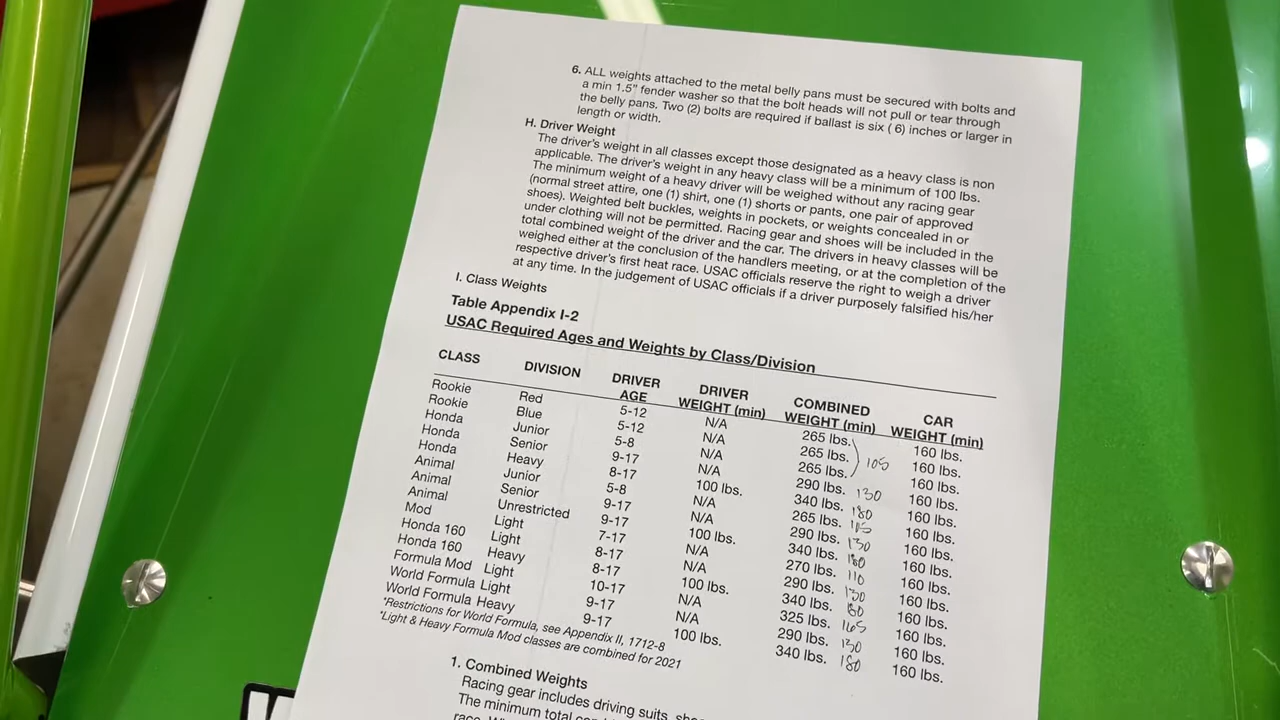 6. ALL weights attached to the metal belly pans must be secured with bolts and
a min 1.5" fender washer so that the bolt heads will not pull or tear through
the belly pans. Two (2) bolts are required if ballast is six ( 6) inches or larger in
length or width.
H. Driver Weight
The driver's weight in all classes except those designated as a heavy class is non
applicable. The driver's weight in any heavy class will be a minimum of 100 lbs.
The minimum weight of a heavy driver will be weighed without any racing gear
(normal street attire, one (1) shirt, one (1) shorts or pants, one pair of approved
shoes). Weighted belt buckles, weights in pockets, or weights concealed in or
under clothing will not be permitted. Racing gear and shoes will be included in the
total combined weight of the driver and the car. The drivers in heavy classes will be
weighed either at the conclusion of the handlers meeting, or at the completion of the
respective driver's first heat race. USAC officials reserve the right to weigh a driver
at any time. In the judgement of USAC officials if a driver purposely falsified his/her
I. Class Weights
Table Appendix I-2
USAC Required Ages and Weights by Class/Division
CLASS DIVISION DRIVER AGE DRIVER WEIGHT (min) COMBINED WEIGHT (min) CAR WEIGHT (min)
Rookie Red 5-12 N/A 265 lbs. 160 lbs.
Rookie Blue 5-12 N/A 265 lbs. 105 160 lbs.
Honda Junior 5-8 N/A 265 lbs. 160 lbs.
Honda Senior 9-17 N/A 290 lbs. 130 160 lbs.
Honda Heavy 8-17 100 lbs. 340 lbs. 180 160 lbs.
Animal Junior 5-8 N/A 265 lbs. 105 160 lbs.
Animal Senior 9-17 N/A 290 lbs. 130 160 lbs.
Animal Unrestricted 9-17 100 lbs. 340 lbs. 180 160 lbs.
Mod Light 7-17 N/A 270 lbs. 110 160 lbs.
Honda 160 Light 8-17 N/A 290 lbs. 130 160 lbs.
Honda 160 Heavy 8-17 100 lbs. 340 lbs. 180 160 lbs.
Formula Mod Light 10-17 N/A 325 lbs. 165 160 lbs.
World Formula Light 9-17 N/A 290 lbs. 130 160 lbs.
World Formula Heavy 9-17 100 lbs. 340 lbs. 180 160 lbs.
*Restrictions for World Formula, see Appendix II, 1712-8
*Light & Heavy Formula Mod classes are combined for 2021
1. Combined Weights
Racing gear includes driving suits,
The minimum total